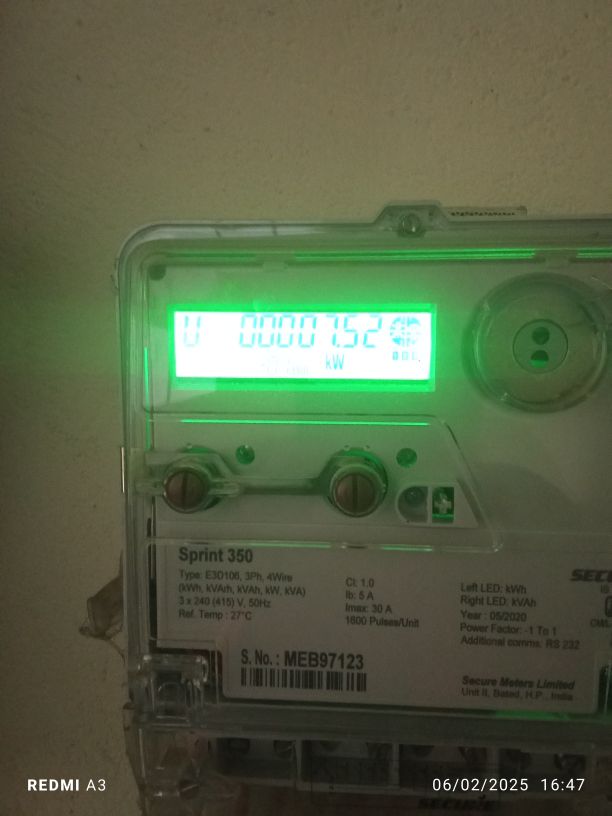 00007.52
kW
Sprint 350
Type: E3D106, 3Ph, 4Wire
(kWh, kVArh, kVAh, kW, kVA)
3 x 240 (415) V, 50Hz
Ref. Temp : 27°C
Cl: 1.0
Ib: 5 A
Imax: 30 A
1600 Pulses/Unit
Left LED: kWh
Right LED: kVAh
Year : 05/2020
Power Factor: -1 To 1
Additional comms: RS 232
S. No. : MEB97123
Secure Meters Limited
Unit II, Bated, H.P., India
REDMI A3
06/02/2025 16:47